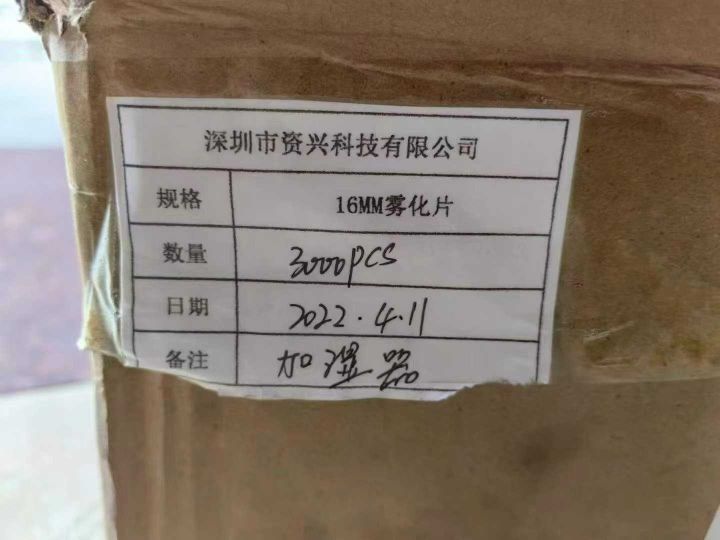 深圳市资兴科技有限公司
规格 16MM雾化片
数量 3000pcs
日期 2022.4.11
备注 加湿器